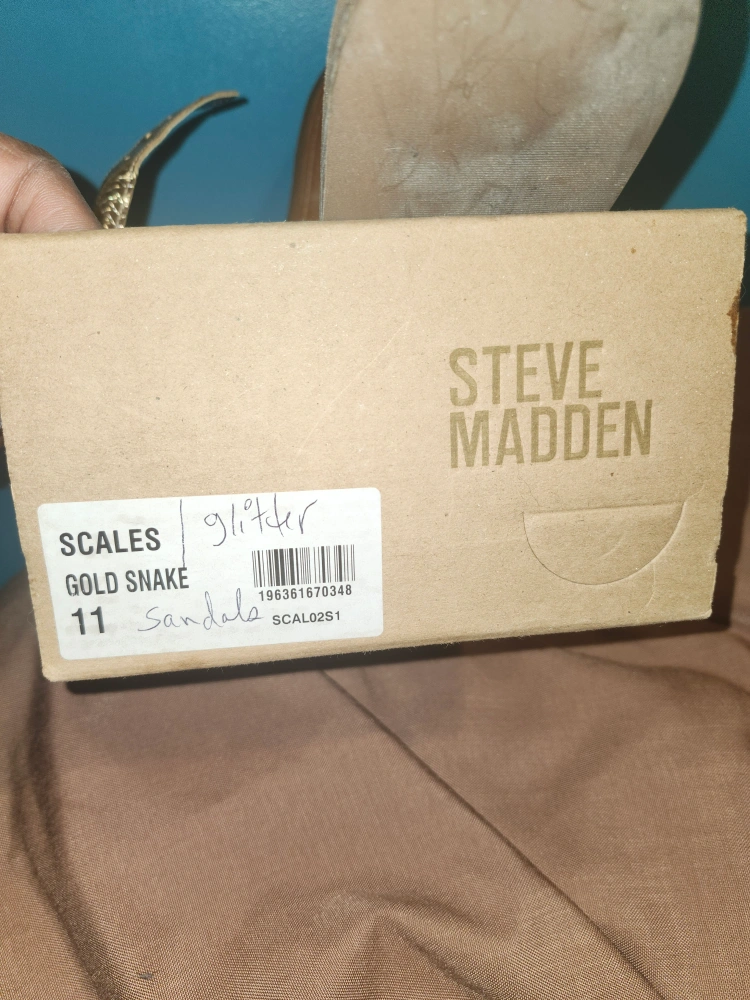 STEVE
MADDEN
SCALES | glitter
GOLD SNAKE
196361670348
11 Sandals SCAL02S1